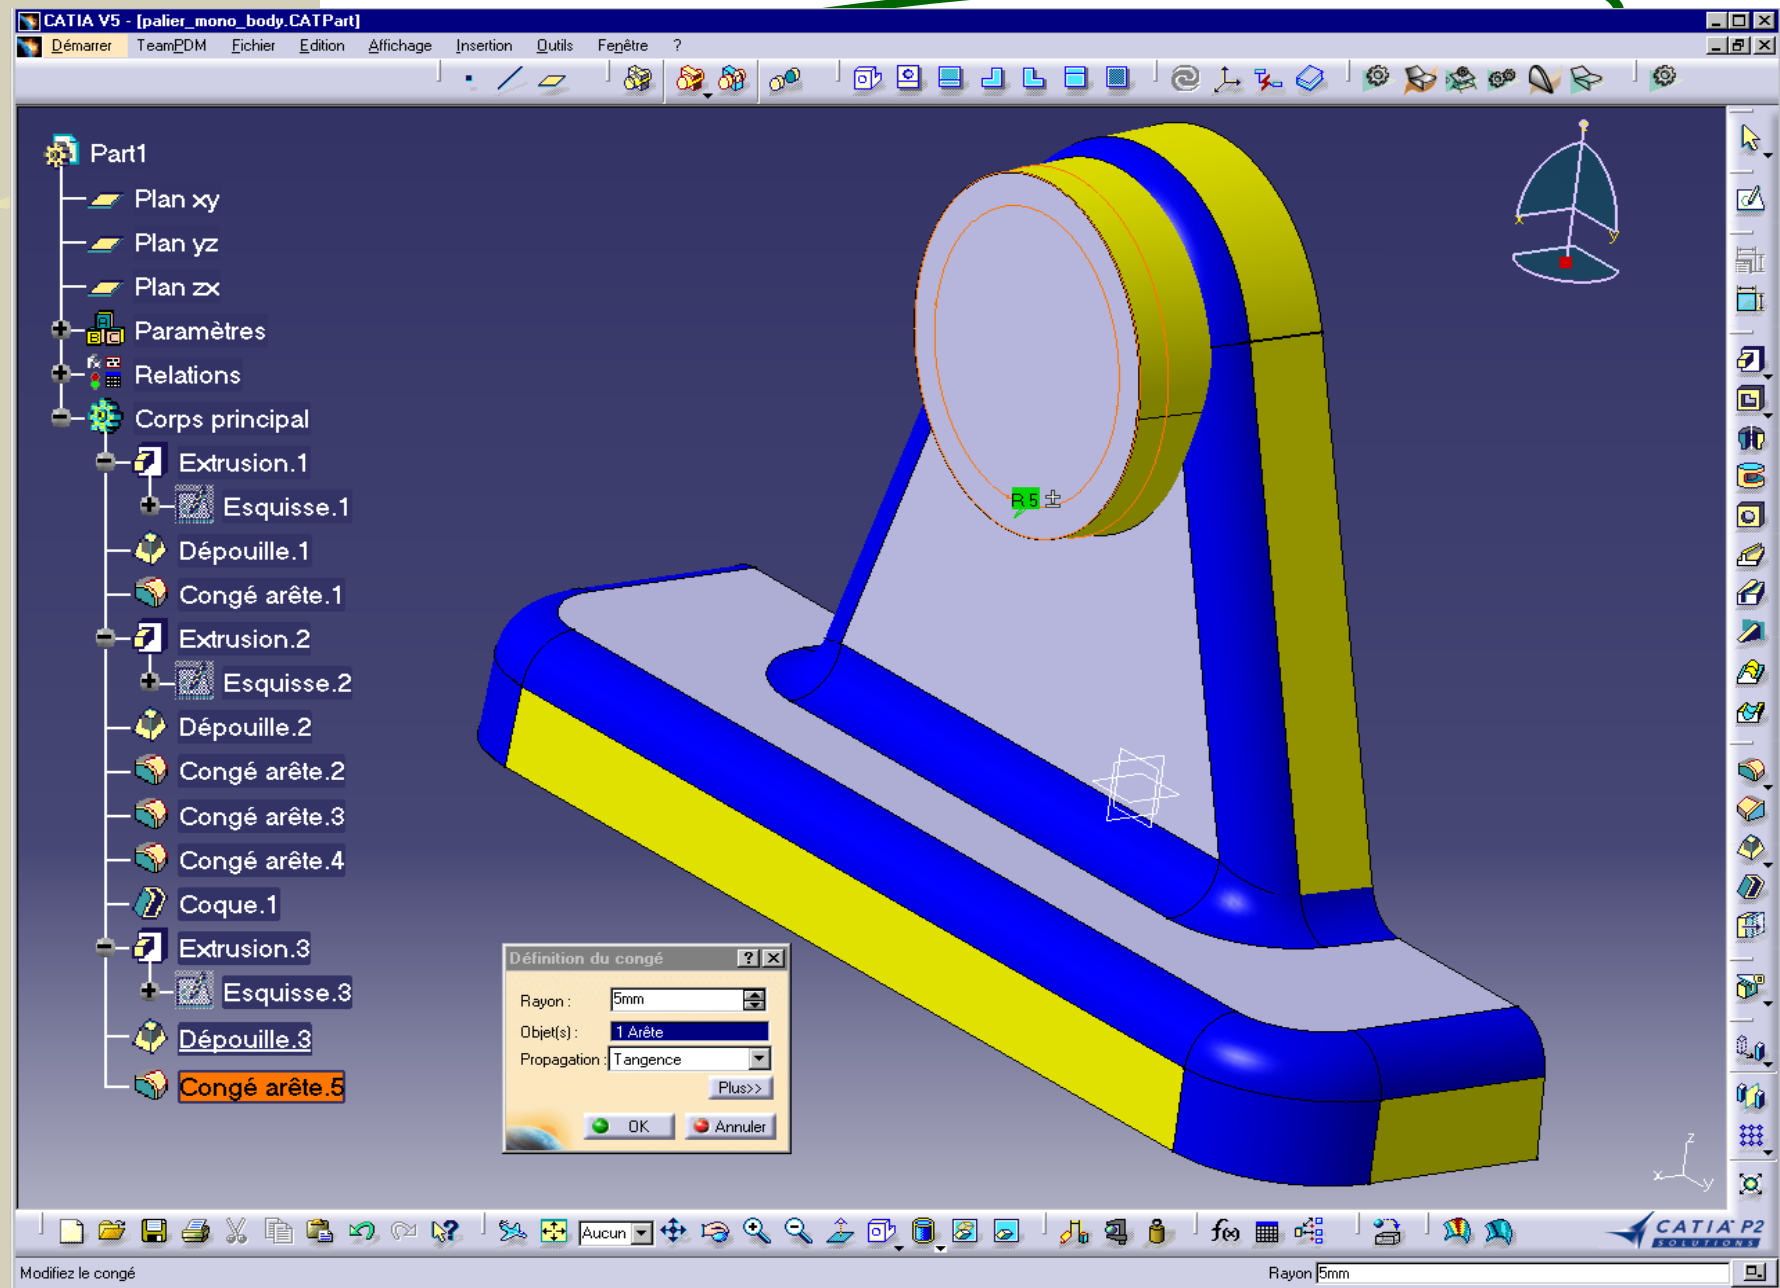 CATIA V5 - [palier_mono_body.CATPart]
Démarrer TeamPDM Fichier Edition Affichage Insertion Outils Fenêtre ?
Part1
Plan xy
Plan yz
Plan zx
Paramètres
Relations
Corps principal
Extrusion.1
Esquisse.1
Dépouille.1
Congé arête.1
Extrusion.2
Esquisse.2
Dépouille.2
Congé arête.2
Congé arête.3
Congé arête.4
Coque.1
Extrusion.3
Esquisse.3
Dépouille.3
Congé arête.5
R 5
x
y
Définition du congé
Rayon : 5mm
Objet(s) : 1 Arête
Propagation : Tangence
Plus>>
OK Annuler
z
x
y
Aucun
f(x)
CATIA P2
SOLUTIONS
Modifiez le congé
Rayon 5mm